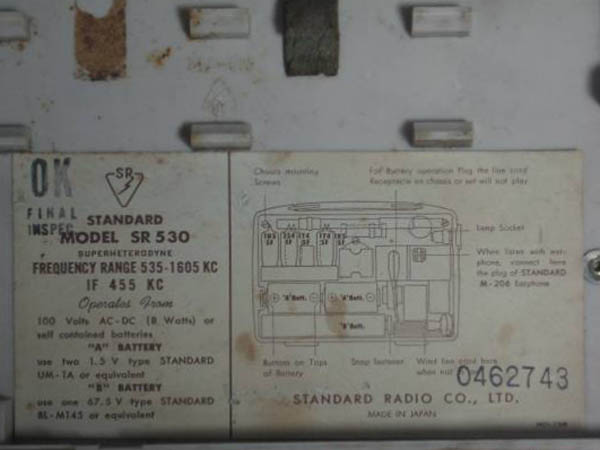 OK
FINAL
INSPEC
SR
STANDARD
MODEL SR 530
SUPERHETERODYNE
FREQUENCY RANGE 535-1605 KC
IF 455 KC
Operates From
100 Volts AC-DC (8 Watts) or
self contained batteries
"A" BATTERY
use two 1.5 V type STANDARD
UM-1A or equivalent
"B" BATTERY
use one 67.5 V type STANDARD
BL-M145 or equivalent
Chassis mounting
Screws
For Battery operation Plug the line cord
Receptacle on chassis or set will not play
Lamp Socket
When listen with ear-
phone, connect here
the plug of STANDARD
M-206 Earphone
"A" Batt.
"A" Batt.
"B" Batt.
Buttons on Tops
of Battery
Snap fastener
Wind line cord here
when not
0462743
STANDARD RADIO CO., LTD.
MADE IN JAPAN